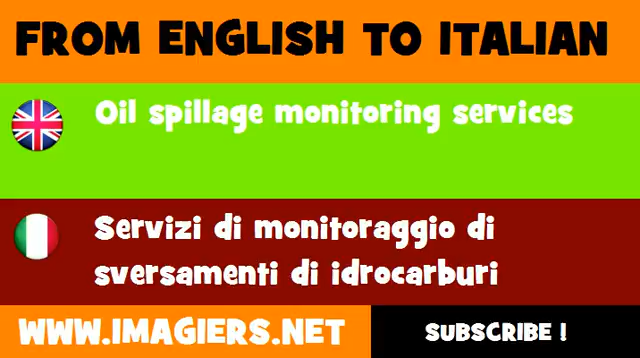 FROM ENGLISH TO ITALIAN
Oil spillage monitoring services
Servizi di monitoraggio di
sversamenti di idrocarburi
WWW.IMAGIERS.NET
SUBSCRIBE !